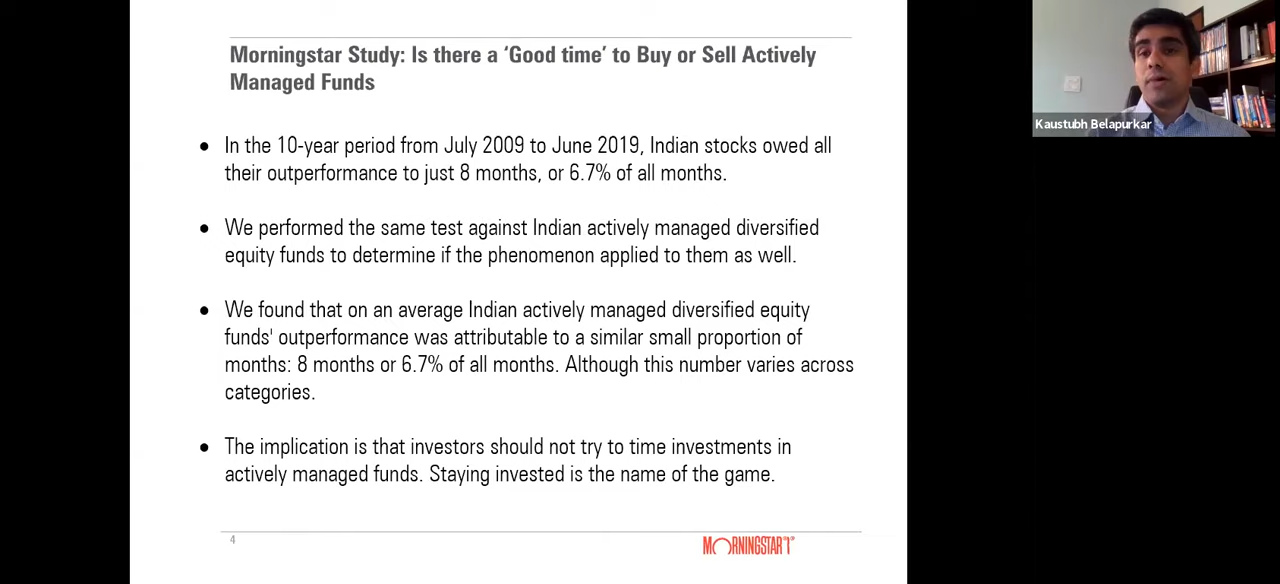 Morningstar Study: Is there a ‘Good time’ to Buy or Sell Actively
Managed Funds
• In the 10-year period from July 2009 to June 2019, Indian stocks owed all
their outperformance to just 8 months, or 6.7% of all months.
• We performed the same test against Indian actively managed diversified
equity funds to determine if the phenomenon applied to them as well.
• We found that on an average Indian actively managed diversified equity
funds' outperformance was attributable to a similar small proportion of
months: 8 months or 6.7% of all months. Although this number varies across
categories.
• The implication is that investors should not try to time investments in
actively managed funds. Staying invested is the name of the game.
4
MORNINGSTAR
Kaustubh Belapurkar